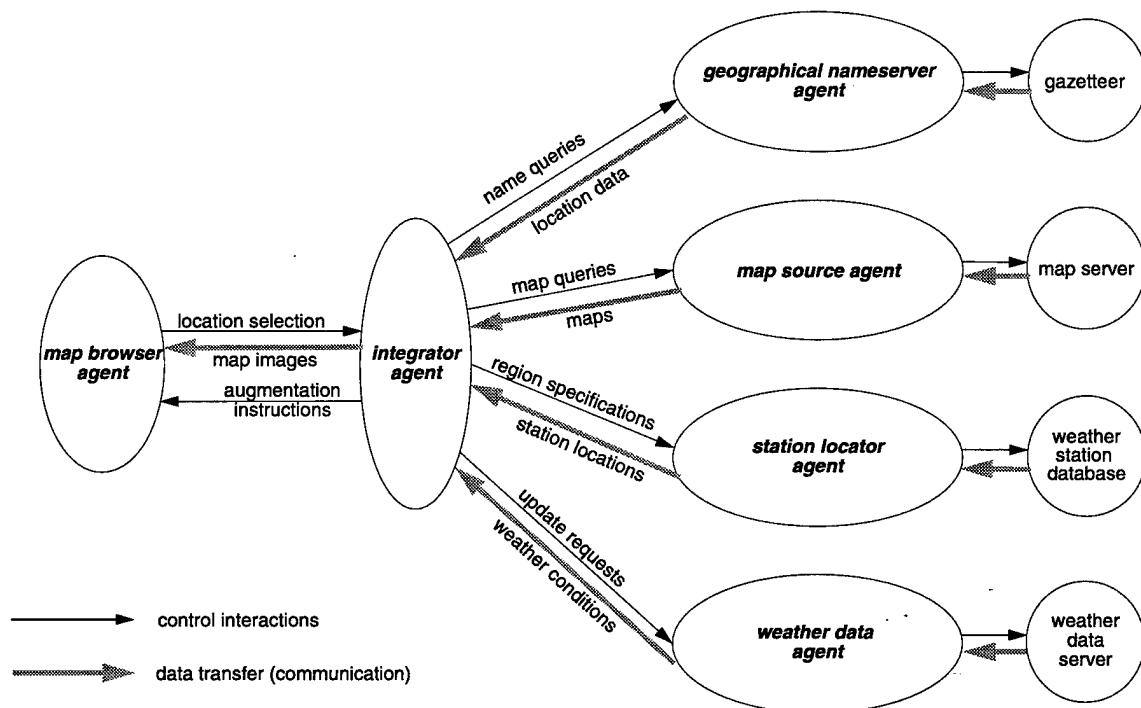 geographical nameserver
agent
gazetteer
name queries
location data
map source agent
map server
map queries
maps
map browser
agent
location selection
map images
augmentation
instructions
integrator
agent
region specifications
station locations
station locator
agent
weather
station
database
update requests
weather conditions
weather data
agent
weather
data
server
control interactions
data transfer (communication)